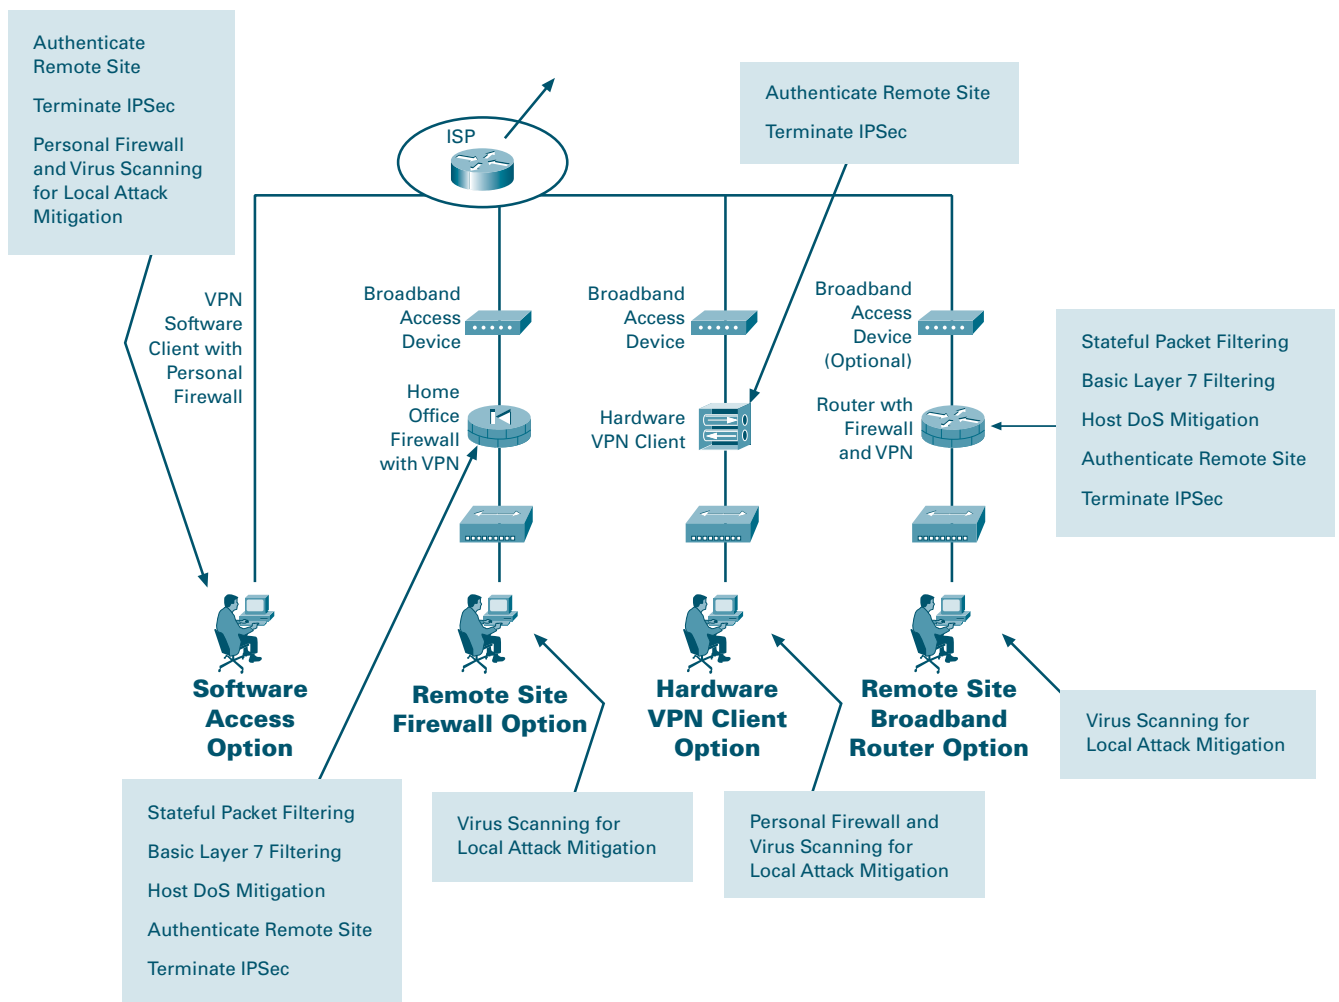 Authenticate
Remote Site
Terminate IPSec
Personal Firewall
and Virus Scanning
for Local Attack
Mitigation
ISP
Authenticate Remote Site
Terminate IPSec
VPN
Software
Client with
Personal
Firewall
Broadband
Access
Device
Home
Office
Firewall
with VPN
Broadband
Access
Device
Hardware
VPN Client
Broadband
Access
Device
(Optional)
Router wth
Firewall
and VPN
Stateful Packet Filtering
Basic Layer 7 Filtering
Host DoS Mitigation
Authenticate Remote Site
Terminate IPSec
Software
Access
Option
Remote Site
Firewall Option
Hardware
VPN Client
Option
Remote Site
Broadband
Router Option
Virus Scanning for
Local Attack Mitigation
Stateful Packet Filtering
Basic Layer 7 Filtering
Host DoS Mitigation
Authenticate Remote Site
Terminate IPSec
Virus Scanning for
Local Attack Mitigation
Personal Firewall and
Virus Scanning for
Local Attack Mitigation